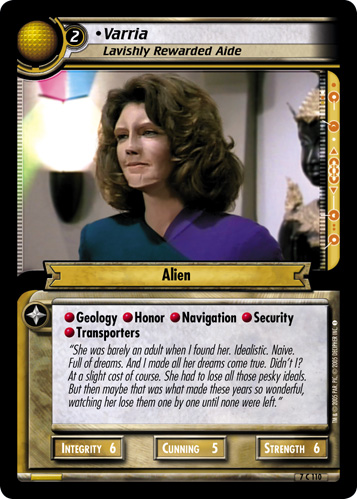 2 •Varria
Lavishly Rewarded Aide
Alien
Geology Honor Navigation Security
Transporters
"She was barely an adult when I found her. Idealistic. Naive.
Full of dreams. And I made all her dreams come true. Didn't I?
At a slight cost of course. She had to lose all those pesky ideals.
But then maybe that was what made these years so wonderful,
watching her lose them one by one until none were left."
INTEGRITY 6 CUNNING 5 STRENGTH 6
7 C 110